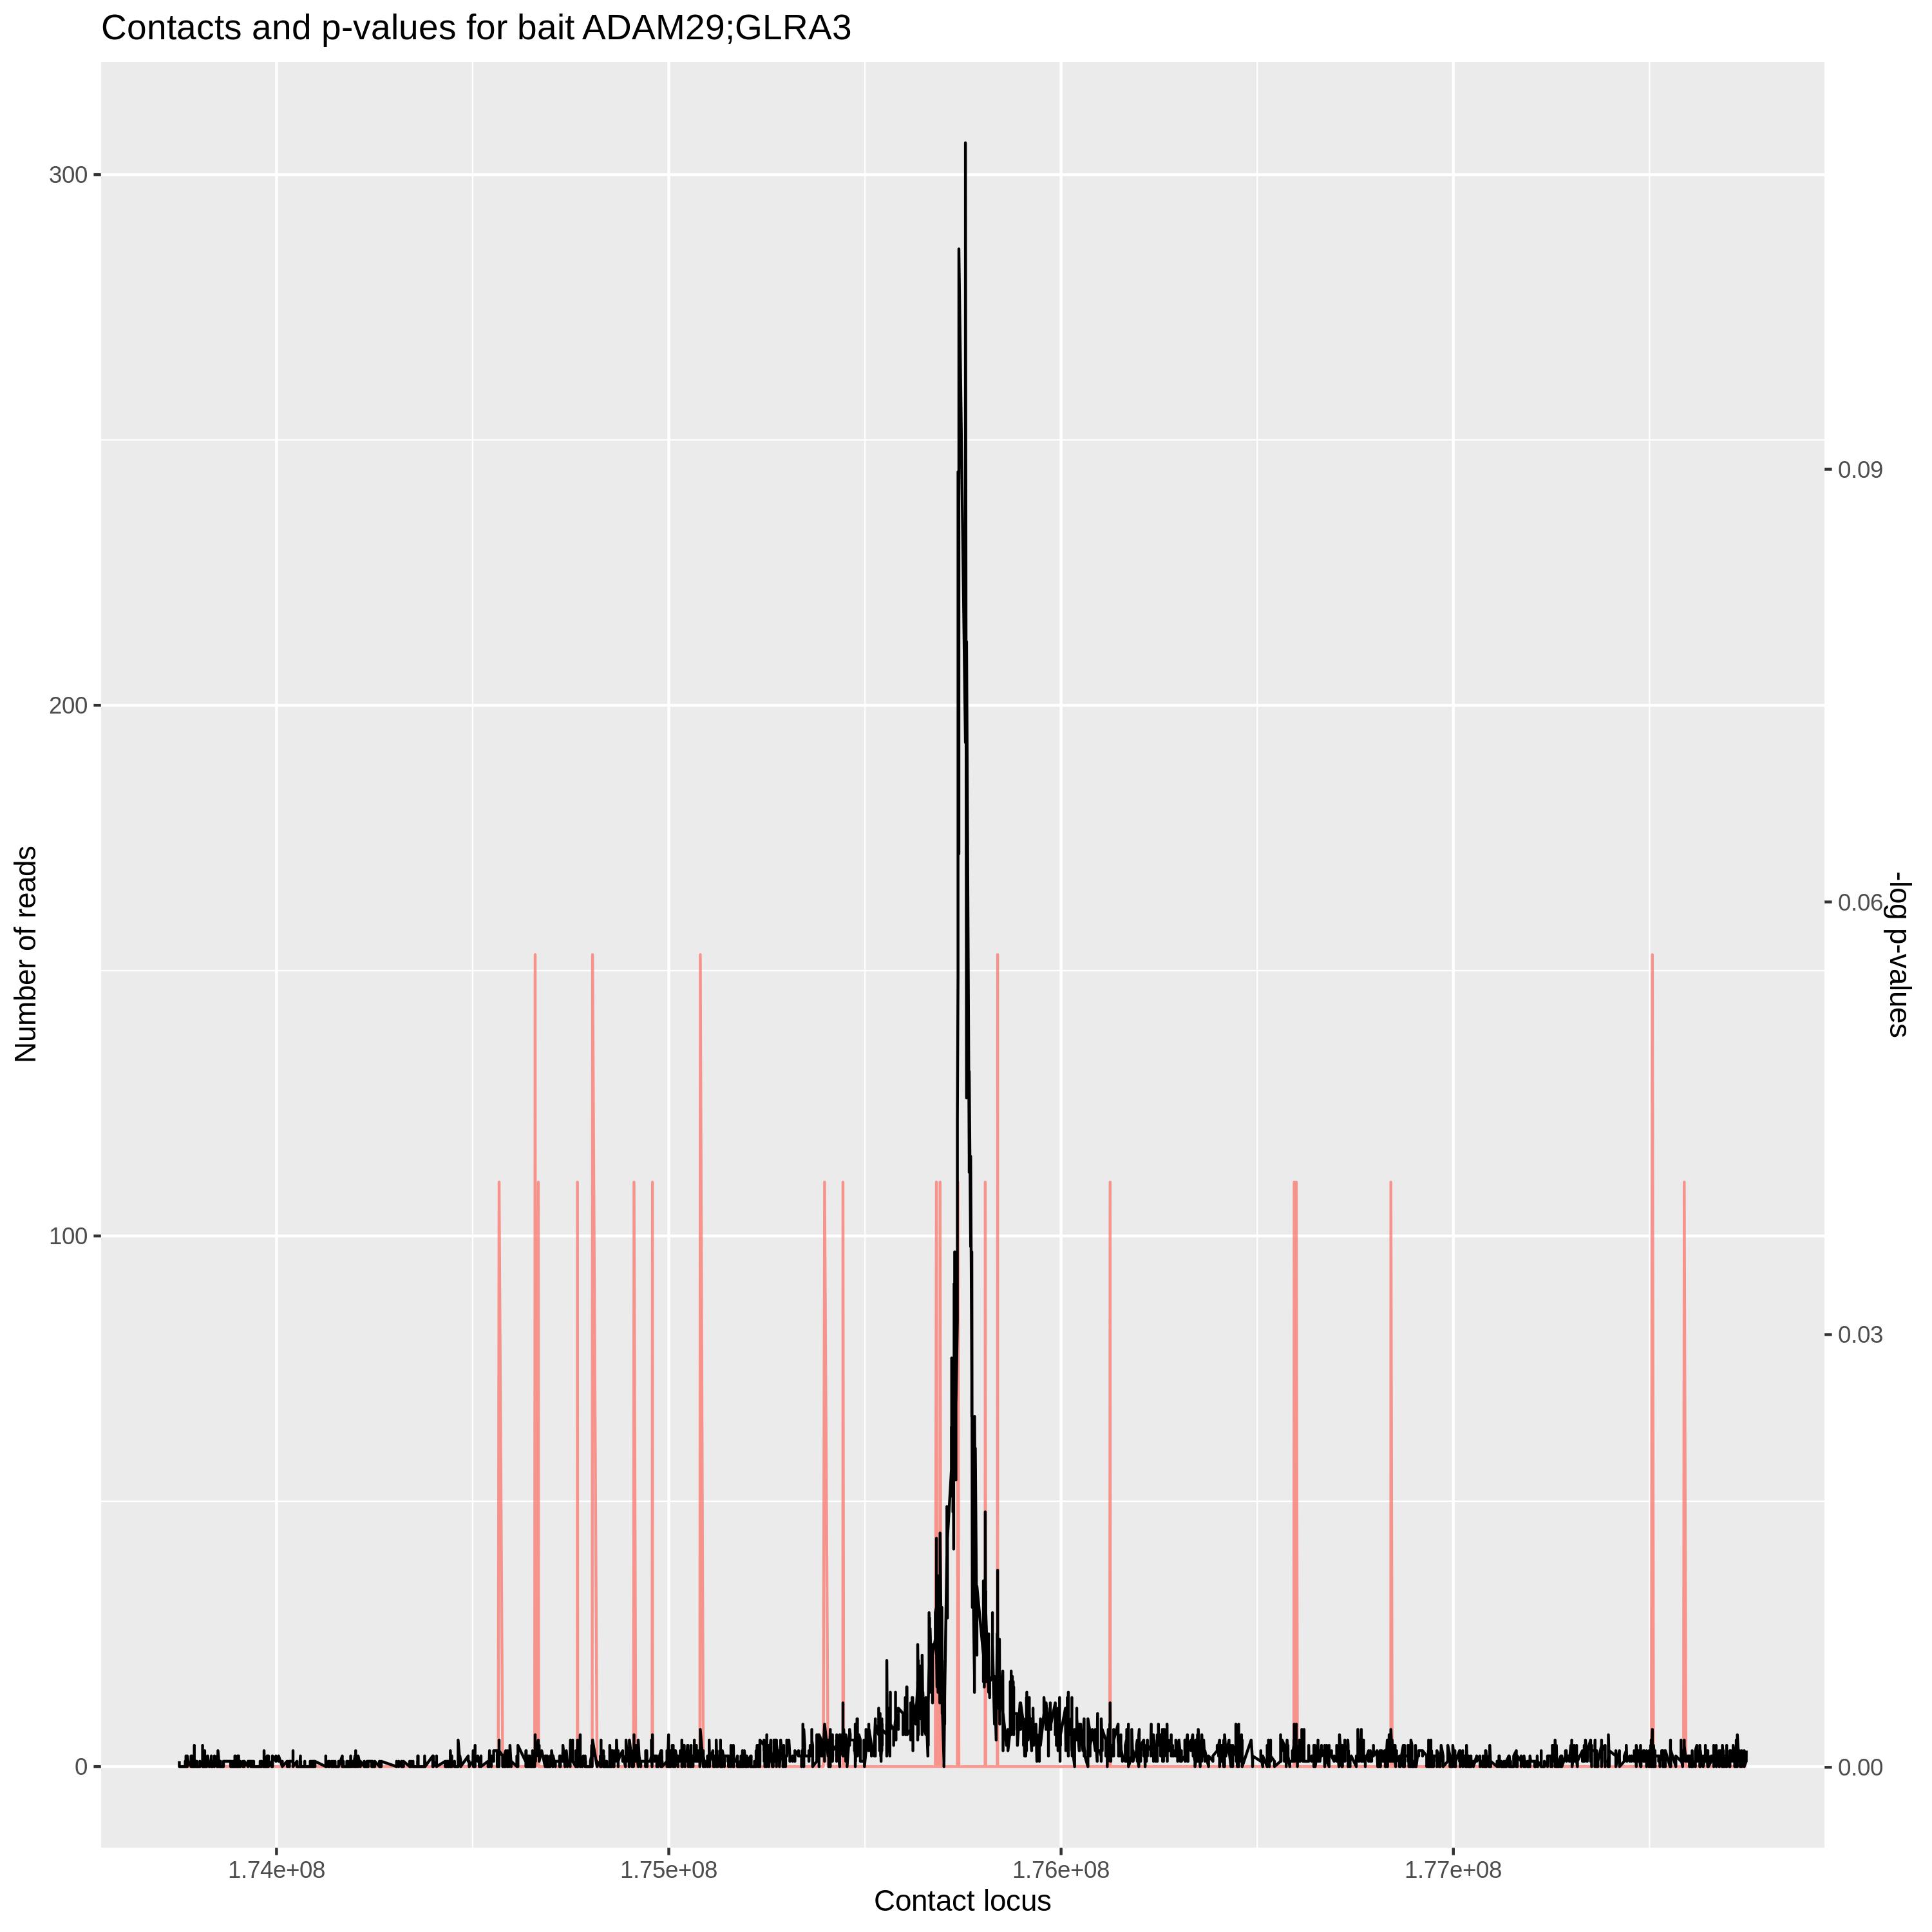 Contacts and p-values for bait ADAM29;GLRA3
300
200
100
0
Number of reads
0.09
0.06
0.03
0.00
-log p-values
1.74e+08
1.75e+08
1.76e+08
1.77e+08
Contact locus